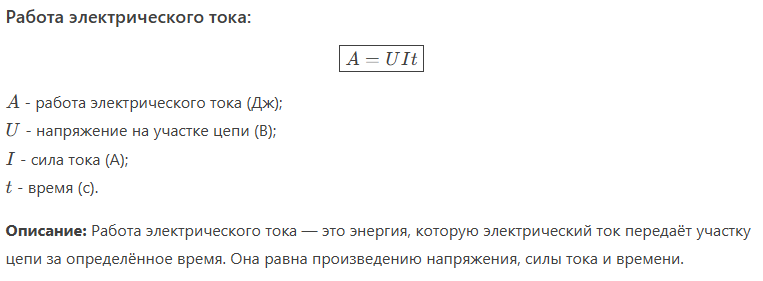 Работа электрического тока:
A = UIt
A - работа электрического тока (Дж);
U - напряжение на участке цепи (В);
I - сила тока (А);
t - время (с).
Описание: Работа электрического тока — это энергия, которую электрический ток передаёт участку
цепи за определённое время. Она равна произведению напряжения, силы тока и времени.